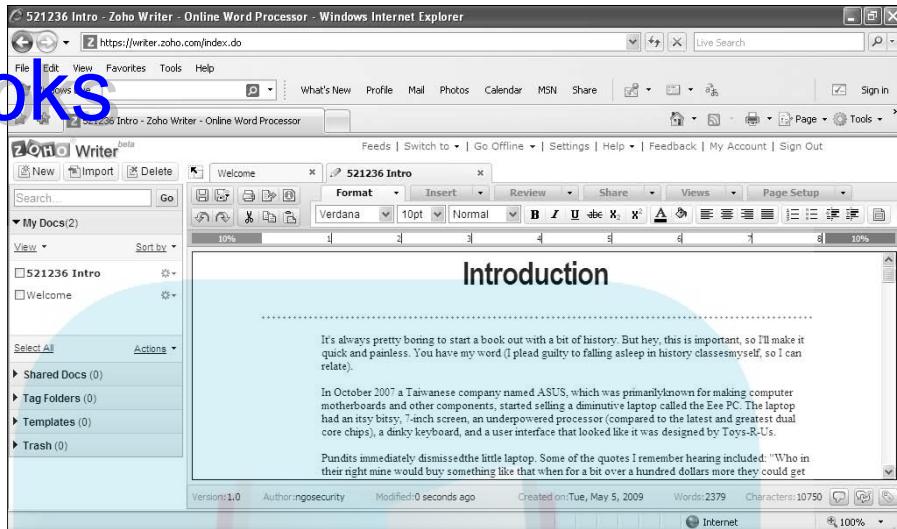 521236 Intro - Zoho Writer - Online Word Processor - Windows Internet Explorer
https://writer.zoho.com/index.do
Live Search
File Edit View Favorites Tools Help
oks
What's New Profile Mail Photos Calendar MSN Share Sign in
521236 Intro - Zoho Writer - Online Word Processor
Page Tools
ZOHO Writer beta
Feeds | Switch to | Go Offline | Settings | Help | Feedback | My Account | Sign Out
New Import Delete
Welcome
521236 Intro
Search... Go
Format Insert Review Share Views Page Setup
Verdana 10pt Normal B I U abc X₂ X² A
My Docs(2)
10% 1 2 3 4 5 6 7 8 10%
View Sort by
521236 Intro
Welcome
Select All Actions
Shared Docs (0)
Tag Folders (0)
Templates (0)
Trash (0)
Introduction
It's always pretty boring to start a book out with a bit of history. But hey, this is important, so I'll make it
quick and painless. You have my word (I plead guilty to falling asleep in history classesmyself, so I can
relate).
In October 2007 a Taiwanese company named ASUS, which was primarilyknown for making computer
motherboards and other components, started selling a diminutive laptop called the Eee PC. The laptop
had an itsy bitsy, 7-inch screen, an underpowered processor (compared to the latest and greatest dual
core chips), a dinky keyboard, and a user interface that looked like it was designed by Toys-R-Us.
Pundits immediately dismissedthe little laptop. Some of the quotes I remember hearing included: "Who in
their right mine would buy something like that when for a bit over a hundred dollars more they could get
Version:1.0 Author:ngosecurity Modified:0 seconds ago Created on:Tue, May 5, 2009 Words:2379 Characters:10750
Internet 100%